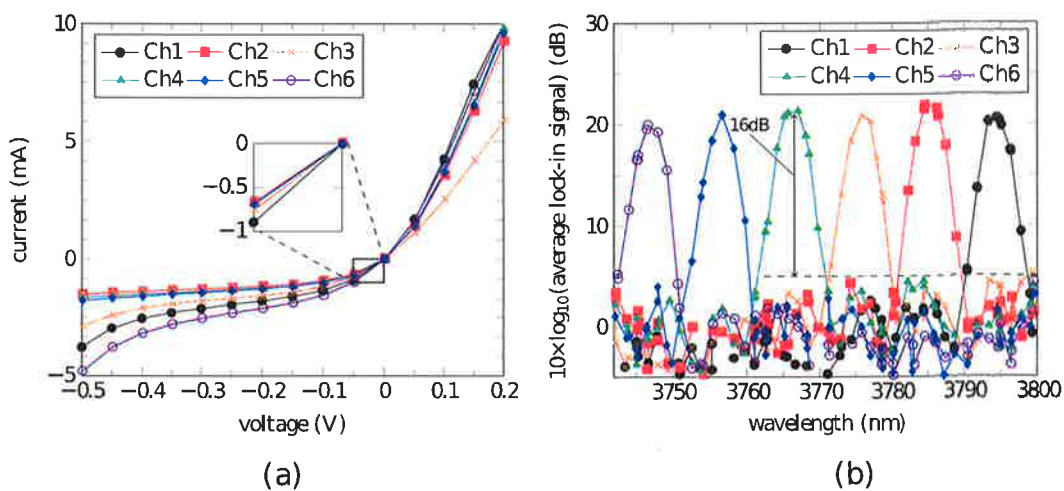 10
5
0
−5
Ch1 Ch2 Ch3
Ch4 Ch5 Ch6
0
−0.5
−1
current (mA)
−0.5 −0.4 −0.3 −0.2 −0.1 0 0.1 0.2
voltage (V)
(a)
30
20
10
0
Ch1 Ch2 Ch3
Ch4 Ch5 Ch6
16dB
10×log10(average lock-in signal) (dB)
3750 3760 3770 3780 3790 3800
wavelength (nm)
(b)